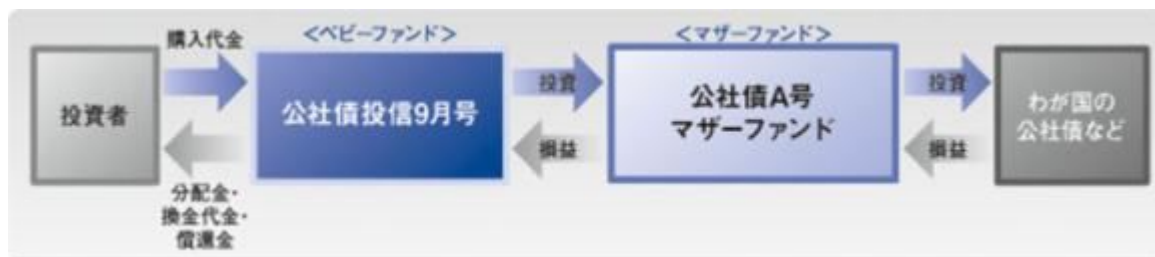 購入代金
<ベビーファンド>
<マザーファンド>
投資者
公社債投信9月号
投資
公社債A号
マザーファンド
投資
わが国の
公社債など
損益
損益
分配金・
換金代金・
償還金